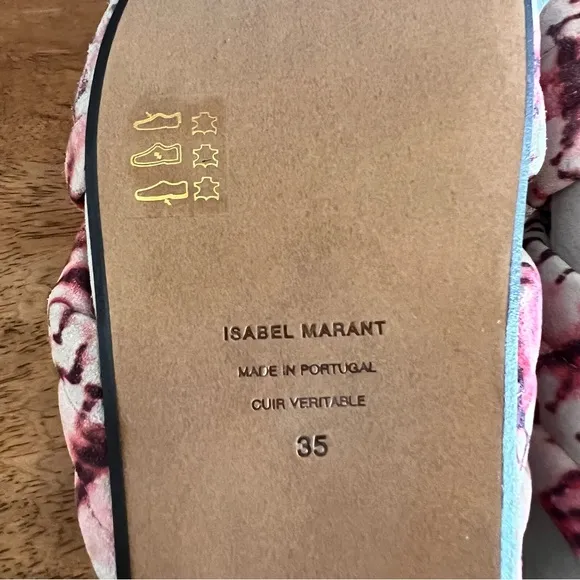 ISABEL MARANT
MADE IN PORTUGAL
CUIR VERITABLE
35